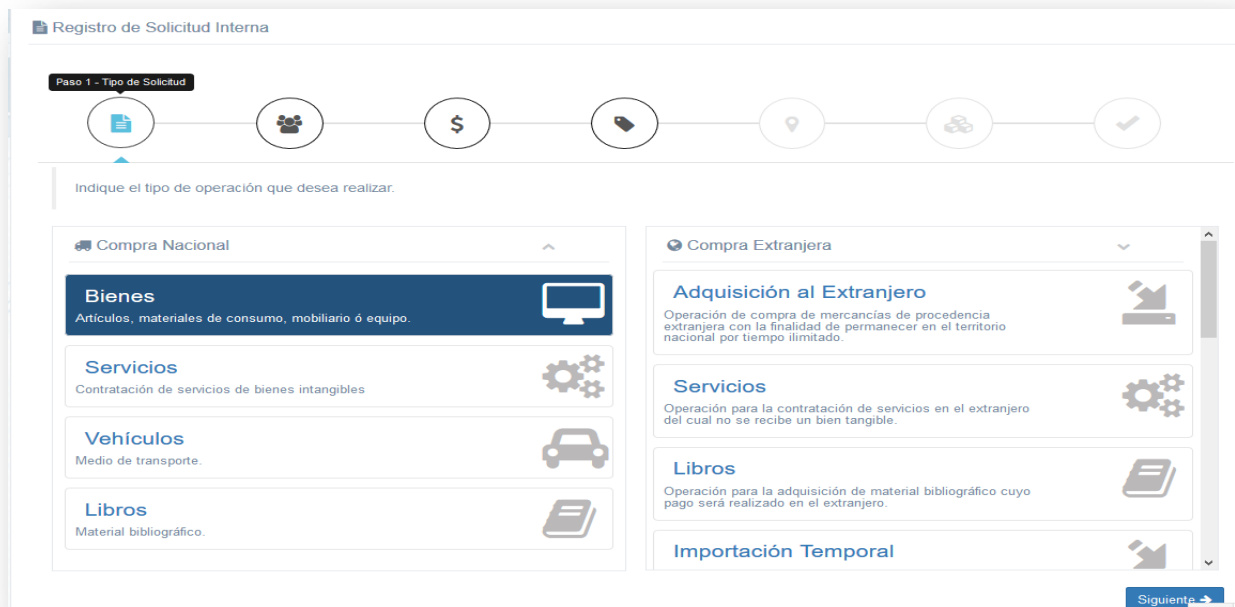 Registro de Solicitud Interna
Paso 1 - Tipo de Solicitud
Indique el tipo de operación que desea realizar.
Compra Nacional
Bienes
Artículos, materiales de consumo, mobiliario ó equipo.
Servicios
Contratación de servicios de bienes intangibles
Vehículos
Medio de transporte.
Libros
Material bibliográfico.
Compra Extranjera
Adquisición al Extranjero
Operación de compra de mercancías de procedencia
extranjera con la finalidad de permanecer en el territorio
nacional por tiempo ilimitado.
Servicios
Operación para la contratación de servicios en el extranjero
del cual no se recibe un bien tangible.
Libros
Operación para la adquisición de material bibliográfico cuyo
pago será realizado en el extranjero.
Importación Temporal
Siguiente